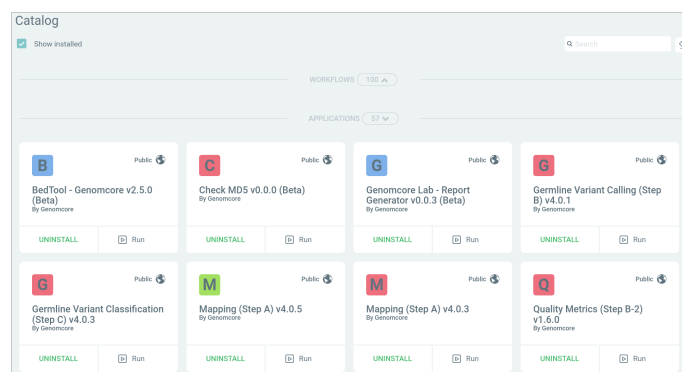 Catalog
Show installed
Search
WORKFLOWS 100
APPLICATIONS 57
B
Public
BedTool - Genomcore v2.5.0
(Beta)
By Genomcore
UNINSTALL
Run
C
Public
Check MD5 v0.0.0 (Beta)
By Genomcore
UNINSTALL
Run
G
Public
Genomcore Lab - Report
Generator v0.0.3 (Beta)
By Genomcore
UNINSTALL
Run
G
Public
Germline Variant Calling (Step
B) v4.0.1
By Genomcore
UNINSTALL
Run
G
Public
Germline Variant Classification
(Step C) v4.0.3
By Genomcore
UNINSTALL
Run
M
Public
Mapping (Step A) v4.0.5
By Genomcore
UNINSTALL
Run
M
Public
Mapping (Step A) v4.0.3
By Genomcore
UNINSTALL
Run
Q
Public
Quality Metrics (Step B-2)
v1.6.0
By Genomcore
UNINSTALL
Run